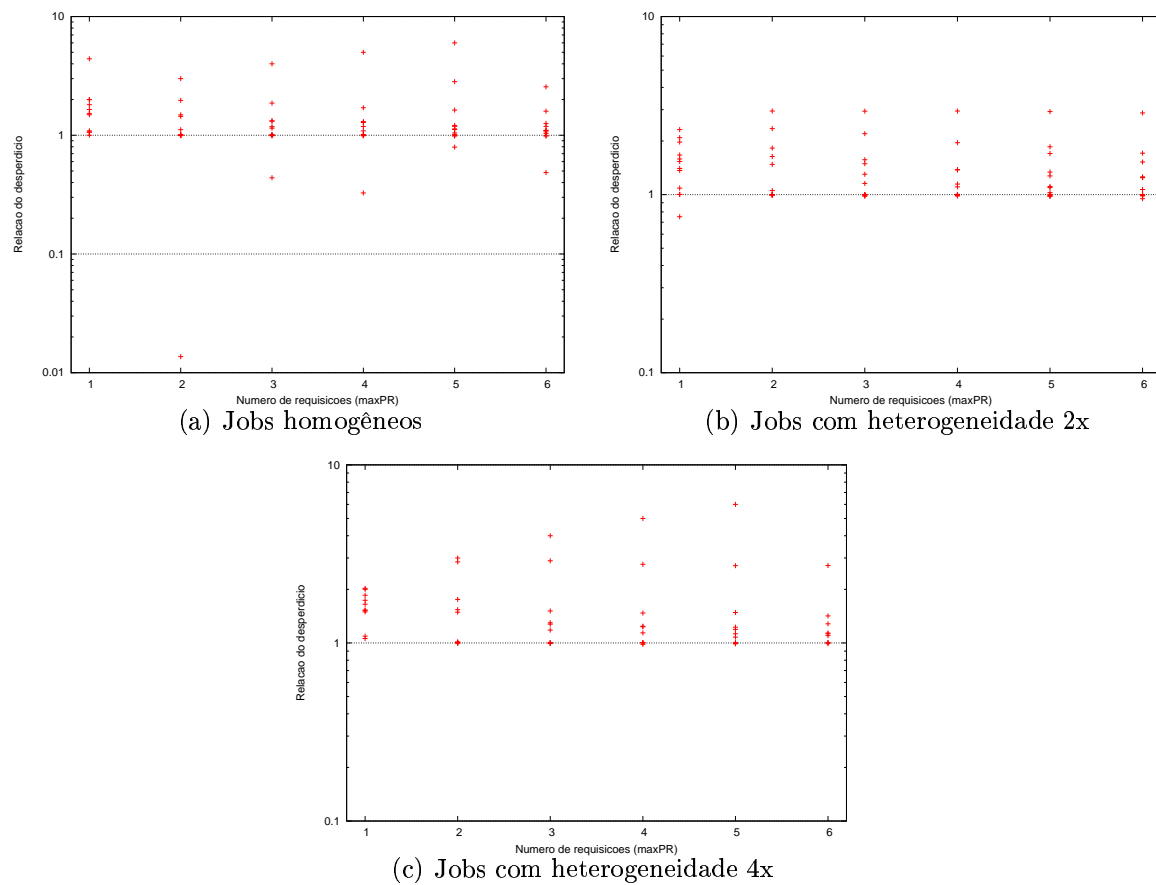 10
1
0.1
0.01
Relacao do desperdicio
1 2 3 4 5 6
Numero de requisicoes (maxPR)
(a) Jobs homogêneos
10
1
0.1
Relacao do desperdicio
1 2 3 4 5 6
Numero de requisicoes (maxPR)
(b) Jobs com heterogeneidade 2x
10
1
0.1
Relacao do desperdicio
1 2 3 4 5 6
Numero de requisicoes (maxPR)
(c) Jobs com heterogeneidade 4x